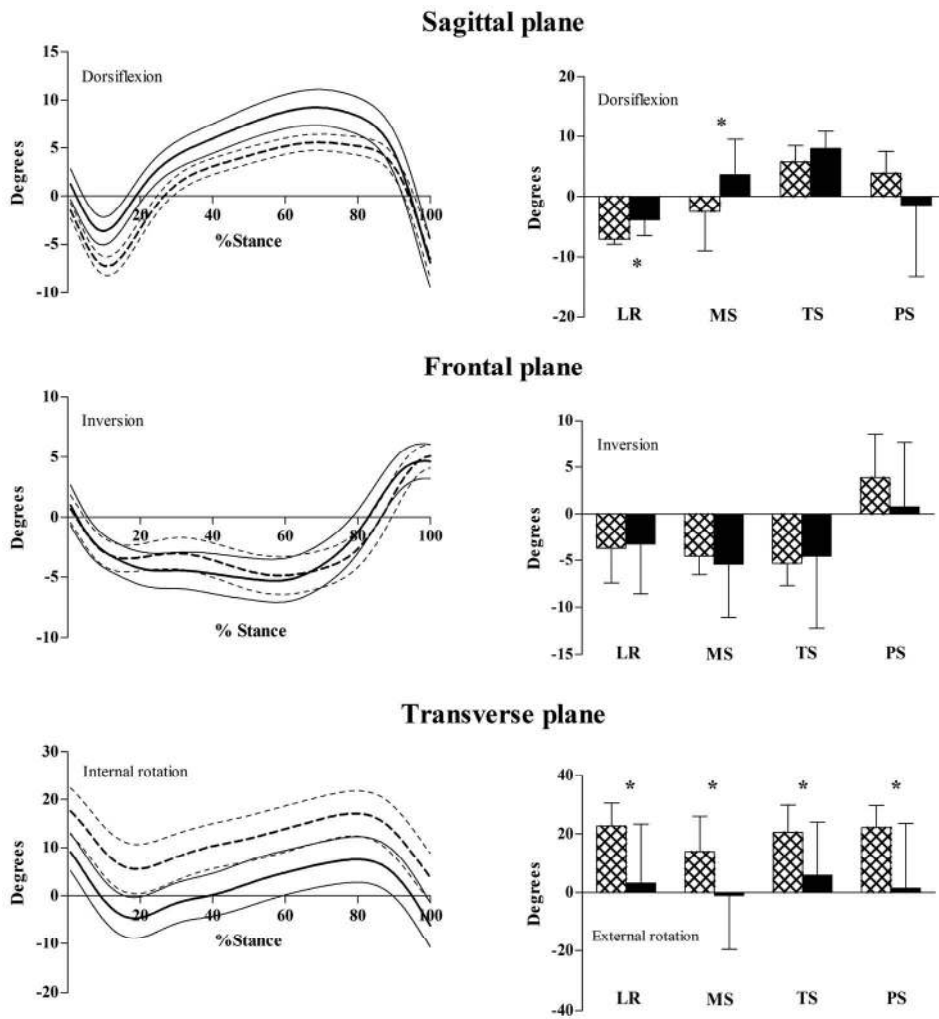 Sagittal plane
15
10
5
0
-5
-10
Degrees
Dorsiflexion
20
40
60
80
100
%Stance
20
10
0
-10
-20
Degrees
Dorsiflexion
*
*
LR
MS
TS
PS
Frontal plane
10
5
0
-5
-10
Degrees
Inversion
20
40
60
80
100
% Stance
10
5
0
-5
-10
-15
Degrees
Inversion
LR
MS
TS
PS
Transverse plane
30
20
10
0
-10
-20
Degrees
Internal rotation
20
40
60
80
100
%Stance
40
20
0
-20
-40
Degrees
* * * *
External rotation
LR
MS
TS
PS